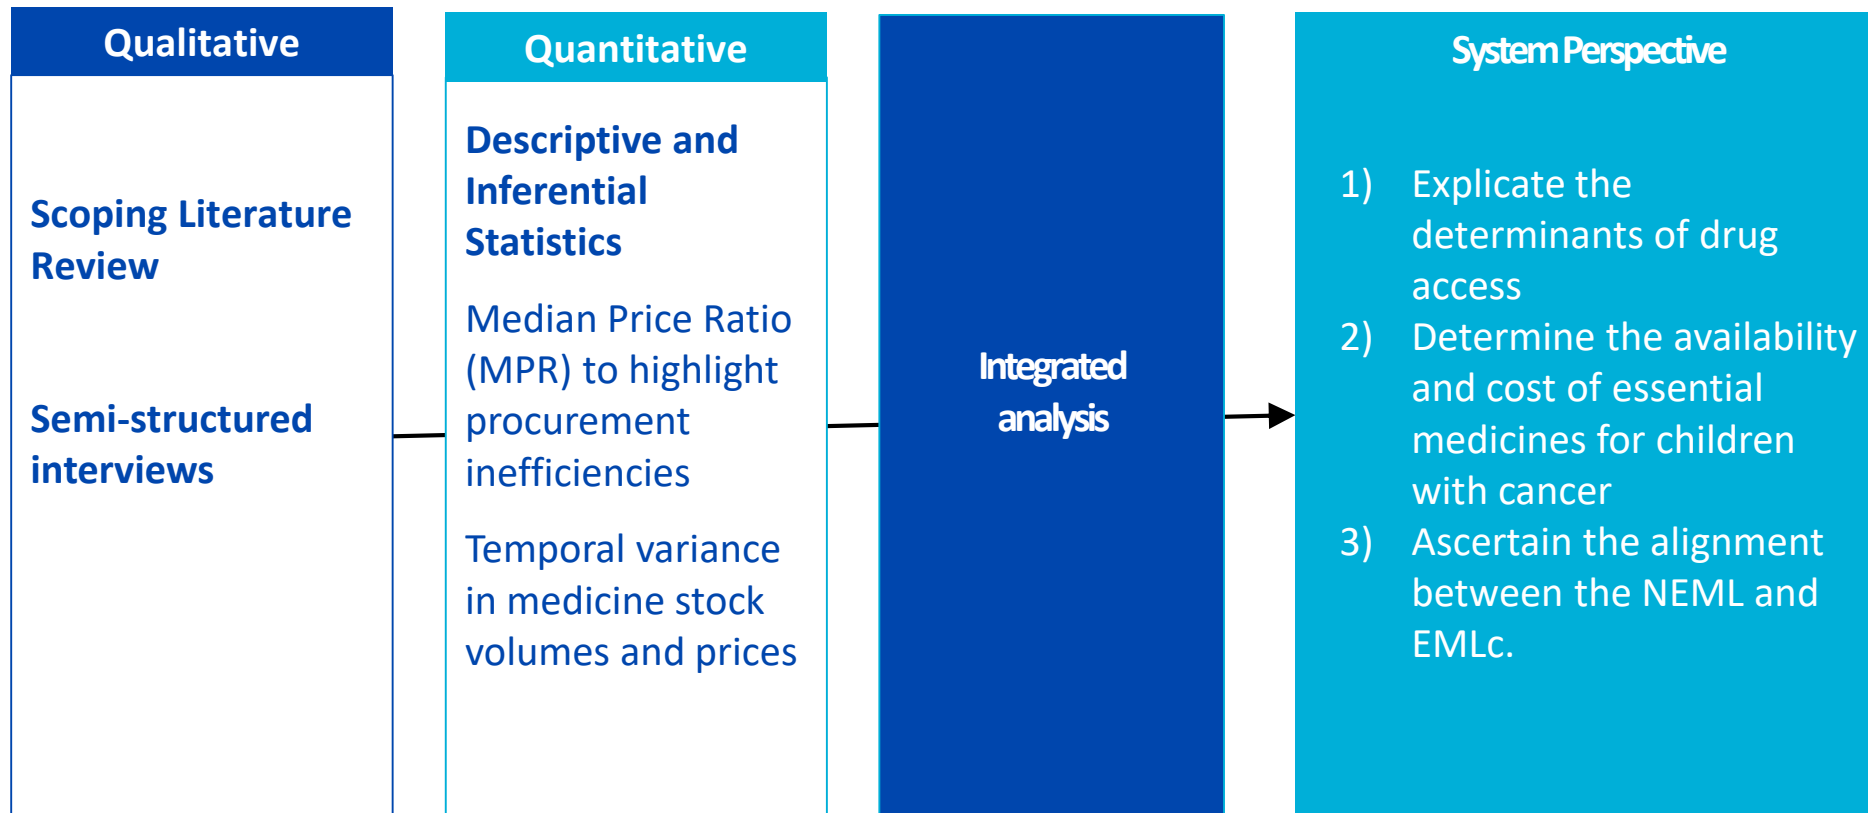 Qualitative
Scoping Literature
Review
Semi-structured
interviews
Quantitative
Descriptive and
Inferential
Statistics
Median Price Ratio
(MPR) to highlight
procurement
inefficiencies
Temporal variance
in medicine stock
volumes and prices
Integrated
analysis
System Perspective
1) Explicate the
determinants of drug
access
2) Determine the availability
and cost of essential
medicines for children
with cancer
3) Ascertain the alignment
between the NEML and
EMLc.